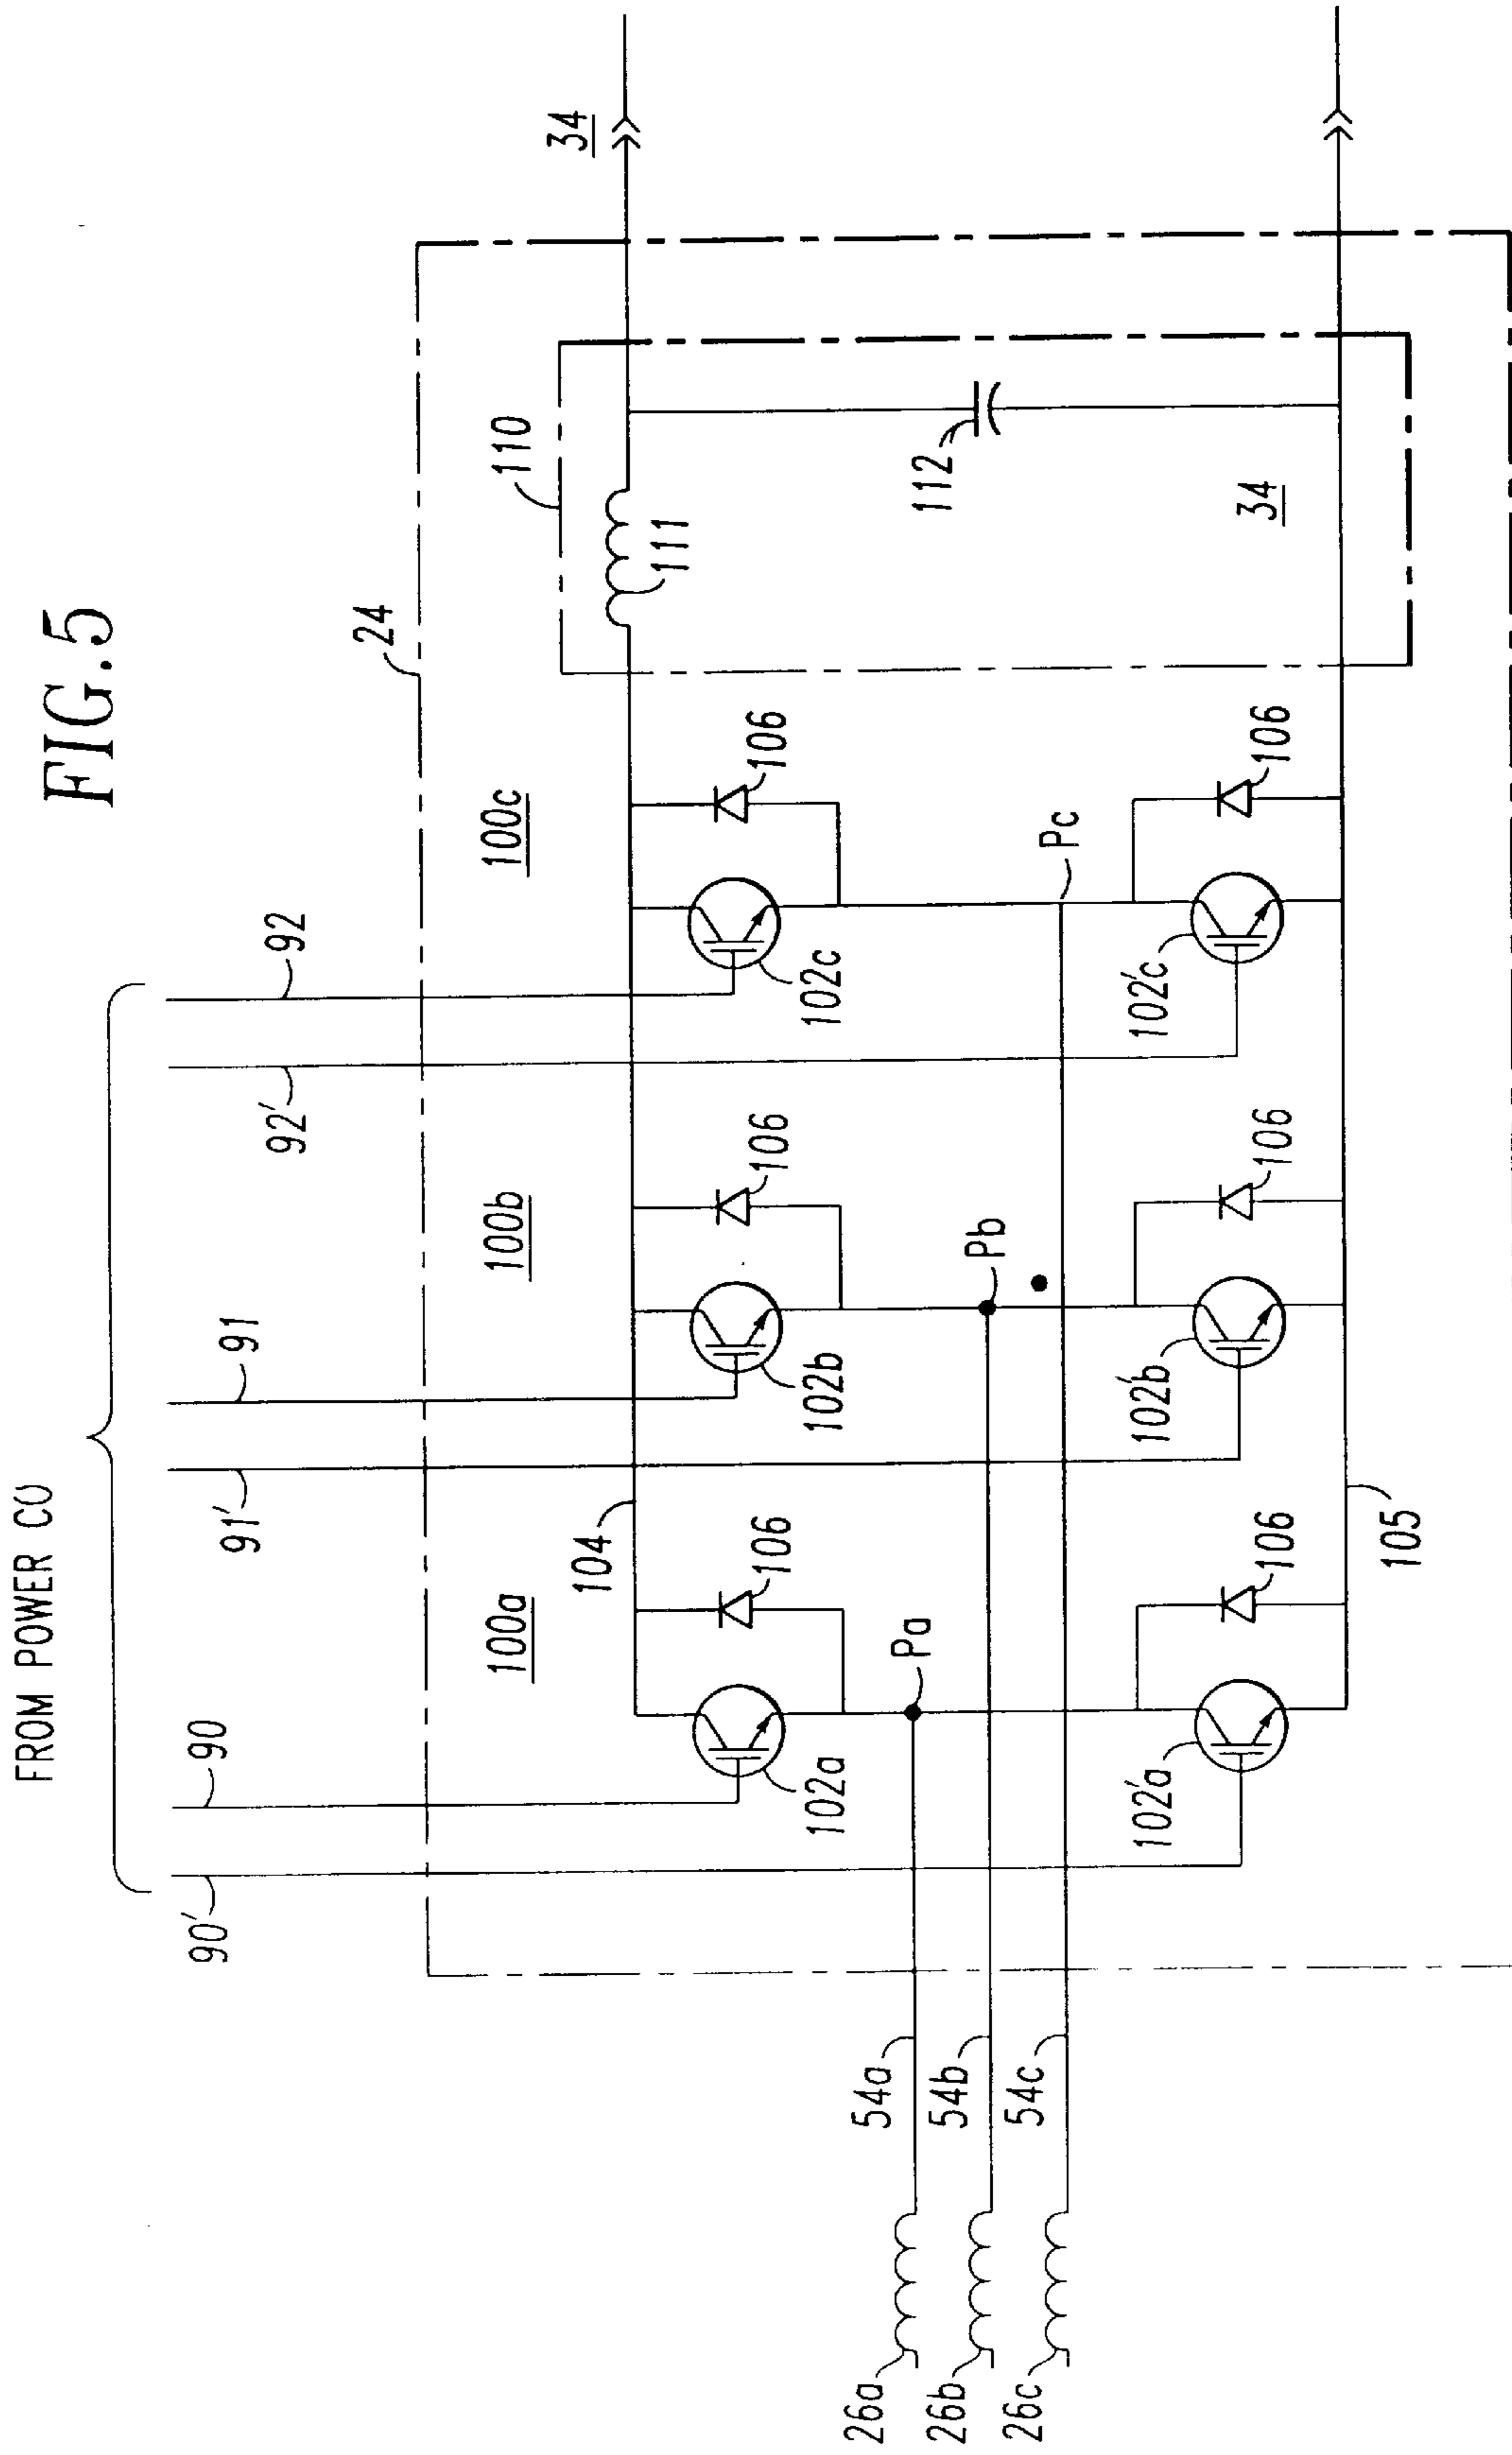 FIG.5
FROM POWER CO
90'
90
91'
91
92'
92
24
34
100a
100b
100c
110
104
106
106
106
111
102a
102b
102c
112
34
Pa
Pb
Pc
54a
54b
54c
26a
26b
26c
102'a
102'b
102'c
106
106
106
105